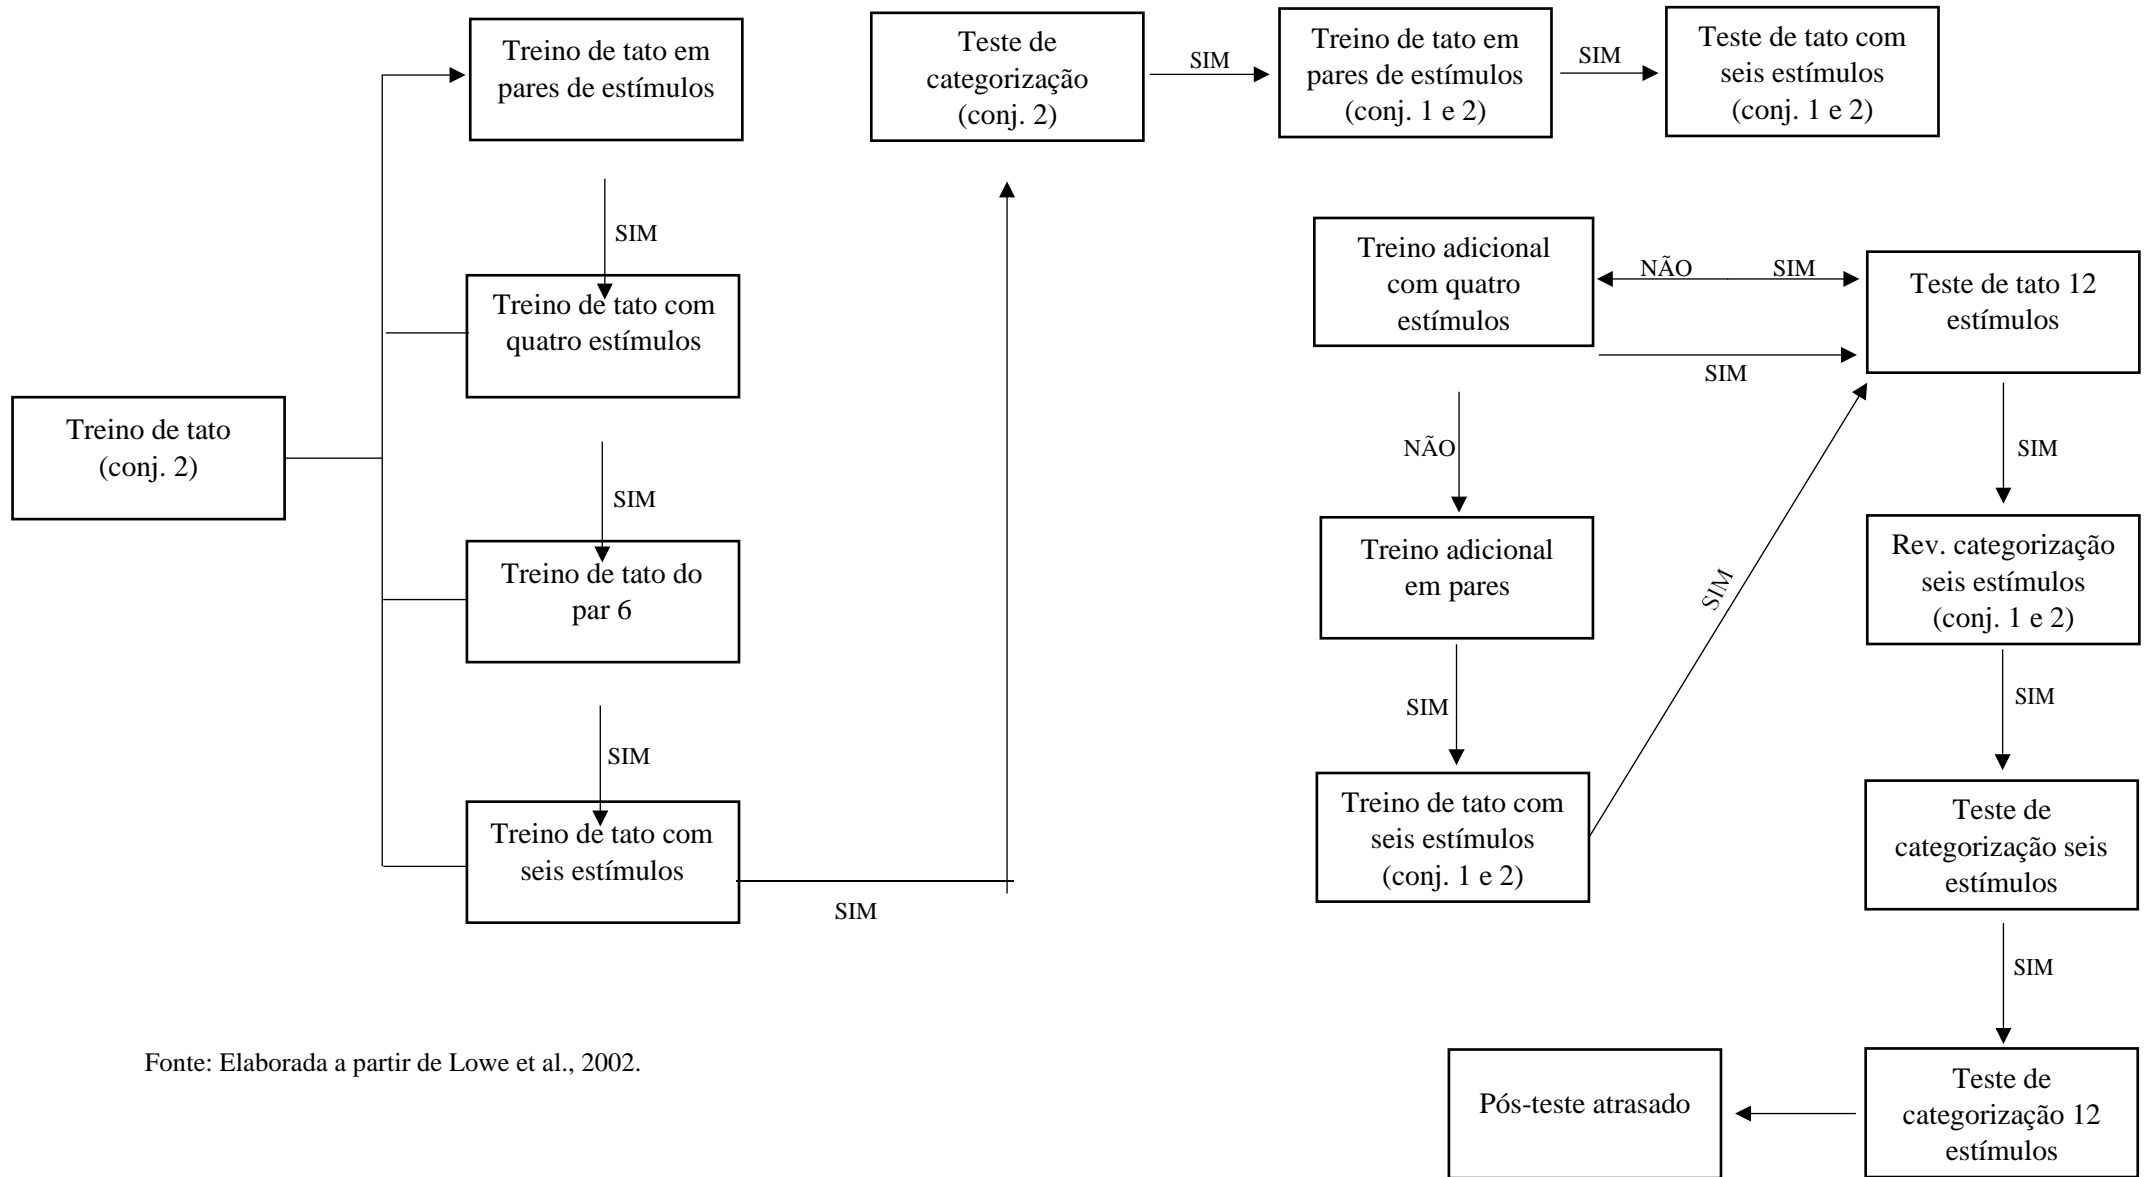 Treino de tato
(conj. 2)
Treino de tato em
pares de estímulos
SIM
Treino de tato com
quatro estímulos
SIM
Treino de tato do
par 6
SIM
Treino de tato com
seis estímulos
SIM
Teste de
categorização
(conj. 2)
SIM
Treino de tato em
pares de estímulos
(conj. 1 e 2)
SIM
Teste de tato com
seis estímulos
(conj. 1 e 2)
Treino adicional
com quatro
estímulos
NÃO SIM
SIM
Teste de tato 12
estímulos
NÃO
Treino adicional
em pares
SIM
Treino de tato com
seis estímulos
(conj. 1 e 2)
SIM
SIM
Rev. categorização
seis estímulos
(conj. 1 e 2)
SIM
Teste de
categorização seis
estímulos
SIM
Teste de
categorização 12
estímulos
Pós-teste atrasado
Fonte: Elaborada a partir de Lowe et al., 2002.